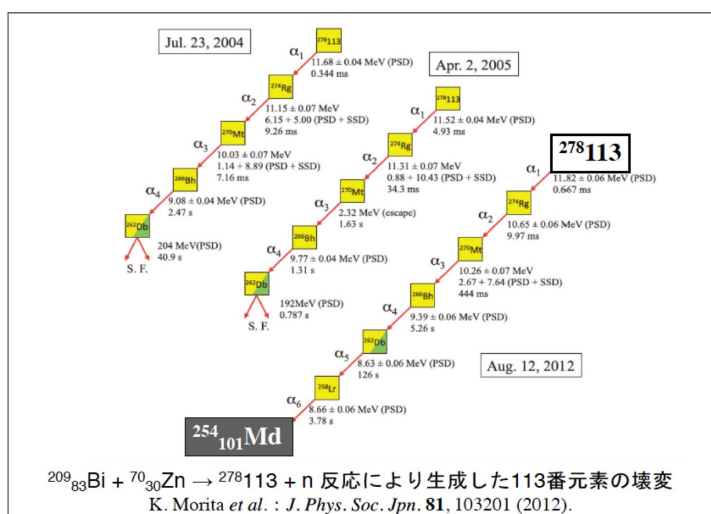 Jul. 23, 2004
α₁
²⁷⁸113
11.68 ± 0.04 MeV (PSD)
0.344 ms
α₂
²⁷⁴Rg
11.15 ± 0.07 MeV
6.15 + 5.00 (PSD + SSD)
9.26 ms
α₃
²⁷⁰Mt
10.03 ± 0.07 MeV
1.14 + 8.89 (PSD + SSD)
7.16 ms
α₄
²⁶⁶Bh
9.08 ± 0.04 MeV (PSD)
2.47 s
²⁶²Db
204 MeV(PSD)
40.9 s
S. F.
Apr. 2, 2005
α₁
²⁷⁸113
11.52 ± 0.04 MeV (PSD)
4.93 ms
α₂
²⁷⁴Rg
11.31 ± 0.07 MeV
0.88 + 10.43 (PSD + SSD)
34.3 ms
α₃
²⁷⁰Mt
2.32 MeV (escape)
1.63 s
α₄
²⁶⁶Bh
9.77 ± 0.04 MeV (PSD)
1.31 s
²⁶²Db
192MeV (PSD)
0.787 s
S. F.
²⁷⁸113
α₁
11.82 ± 0.06 MeV (PSD)
0.667 ms
α₂
²⁷⁴Rg
10.65 ± 0.06 MeV (PSD)
9.97 ms
α₃
²⁷⁰Mt
10.26 ± 0.07 MeV
2.67 + 7.64 (PSD + SSD)
444 ms
α₄
²⁶⁶Bh
9.39 ± 0.06 MeV (PSD)
5.26 s
α₅
²⁶²Db
8.63 ± 0.06 MeV (PSD)
126 s
α₆
²⁵⁸Lr
8.66 ± 0.06 MeV (PSD)
3.78 s
Aug. 12, 2012
²⁵⁴₁₀₁Md
²⁰⁹₈₃Bi + ⁷⁰₃₀Zn → ²⁷⁸113 + n 反応により生成した113番元素の壊変
K. Morita et al. : J. Phys. Soc. Jpn. 81, 103201 (2012).